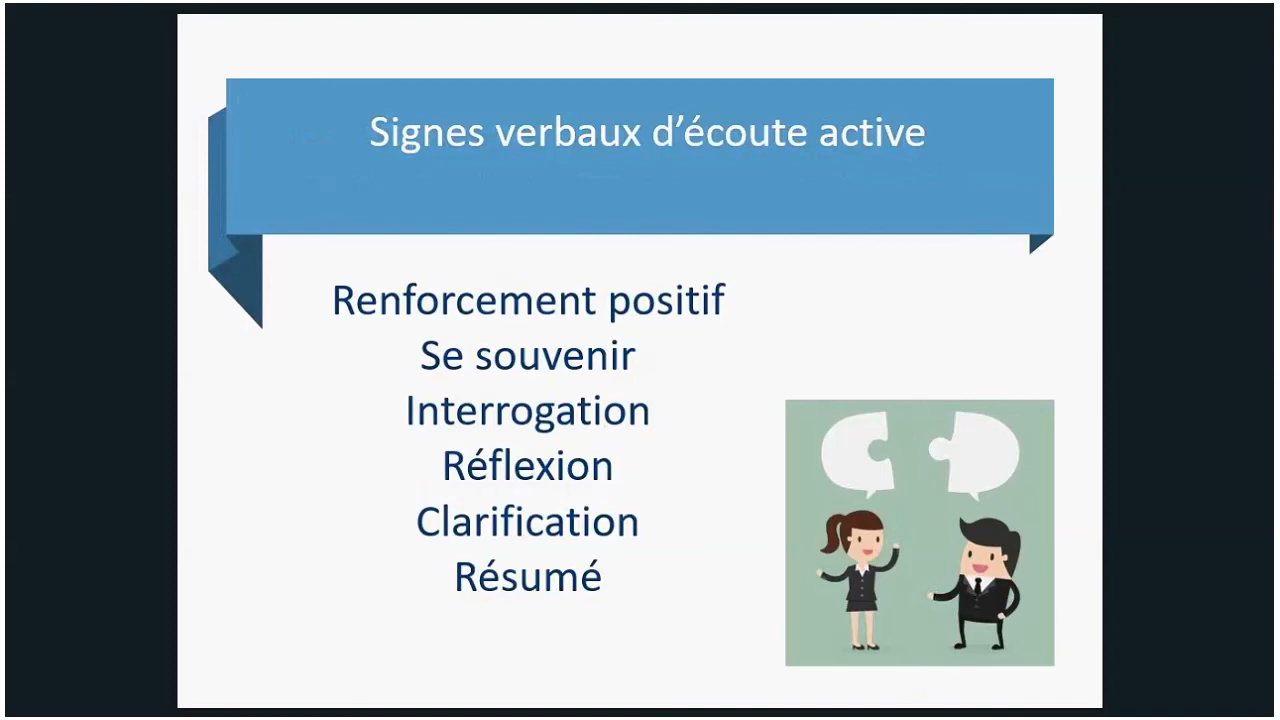 Signes verbaux d’écoute active
Renforcement positif
Se souvenir
Interrogation
Réflexion
Clarification
Résumé